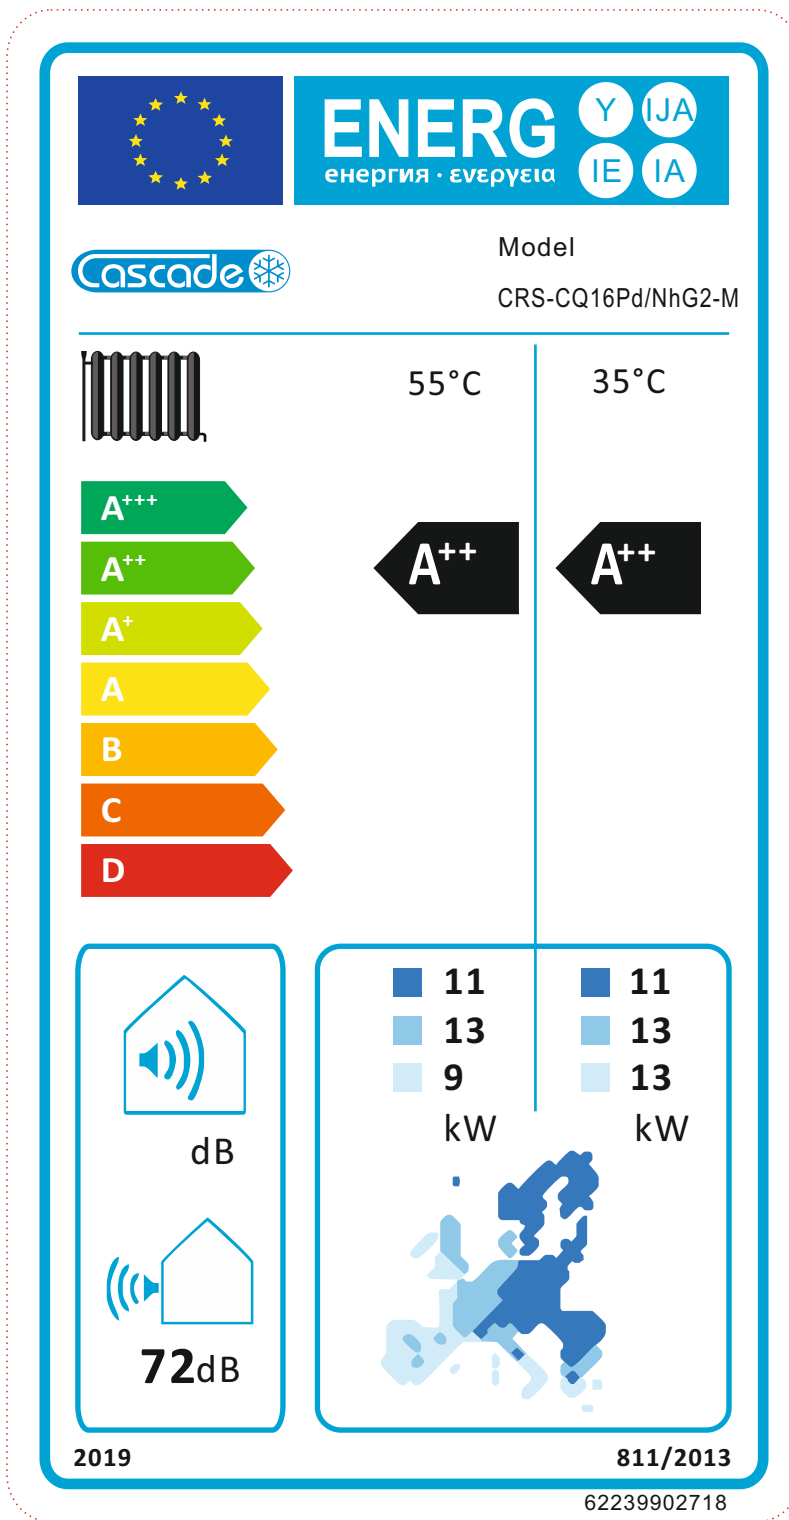 ENERG
енергия · ενεργεια
Y IJA
IE IA
Cascade
Model
CRS-CQ16Pd/NhG2-M
55°C 35°C
A+++
A++
A+
A
B
C
D
A++ A++
11 11
13 13
9 13
kW kW
dB
72dB
2019 811/2013
62239902718